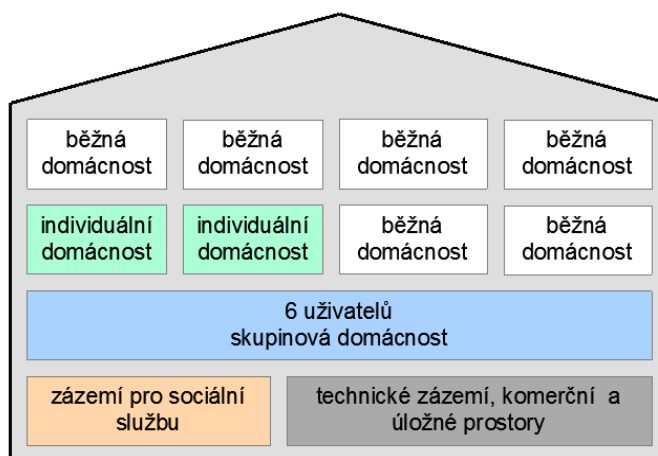 běžná
domácnost
běžná
domácnost
běžná
domácnost
běžná
domácnost
individuální
domácnost
individuální
domácnost
běžná
domácnost
běžná
domácnost
6 uživatelů
skupinová domácnost
zázemí pro sociální
službu
technické zázemí, komerční a
úložné prostory